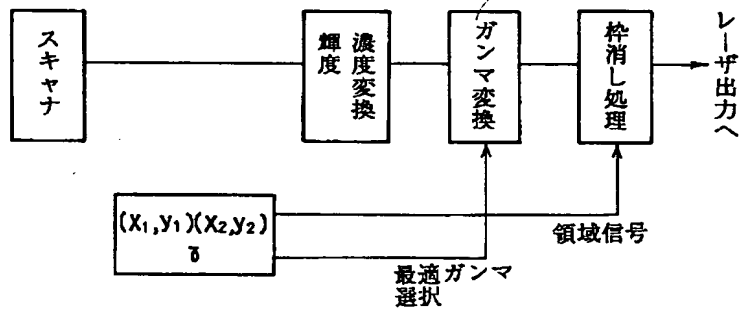 スキャナ
輝度
濃度変換
ガンマ変換
枠消し処理
レーザ出力へ
(X₁,y₁)(X₂,y₂)
γ
領域信号
最適ガンマ
選択